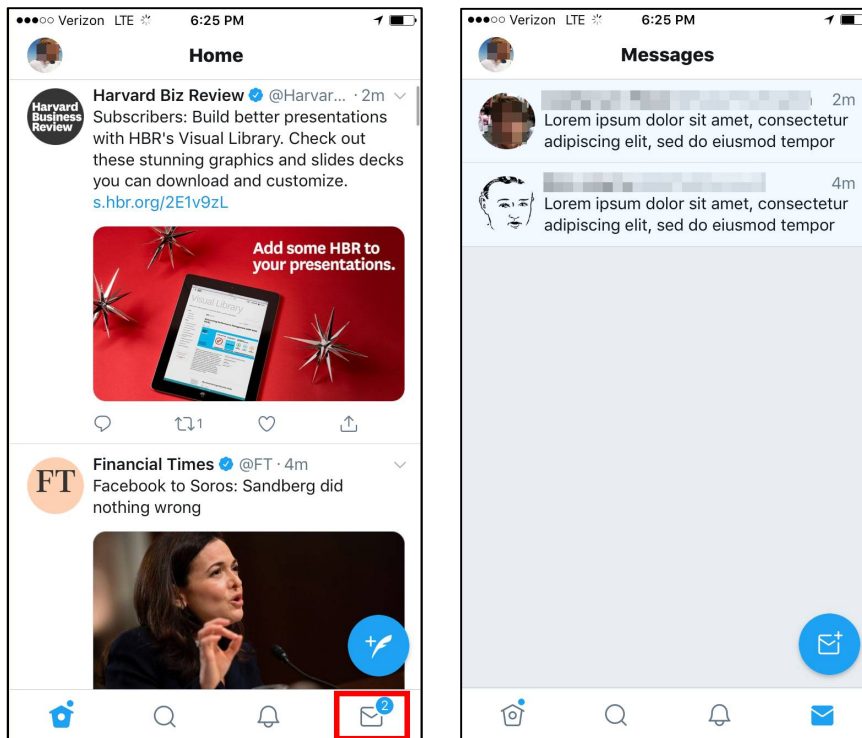 Verizon LTE 6:25 PM
Home
Harvard
Business
Review
Harvard Biz Review @Harvar... · 2m
Subscribers: Build better presentations
with HBR's Visual Library. Check out
these stunning graphics and slides decks
you can download and customize.
s.hbr.org/2E1v9zL
Add some HBR to
your presentations.
Visual Library
1
FT
Financial Times @FT · 4m
Facebook to Soros: Sandberg did
nothing wrong
2
Verizon LTE 6:25 PM
Messages
2m
Lorem ipsum dolor sit amet, consectetur
adipiscing elit, sed do eiusmod tempor
4m
Lorem ipsum dolor sit amet, consectetur
adipiscing elit, sed do eiusmod tempor